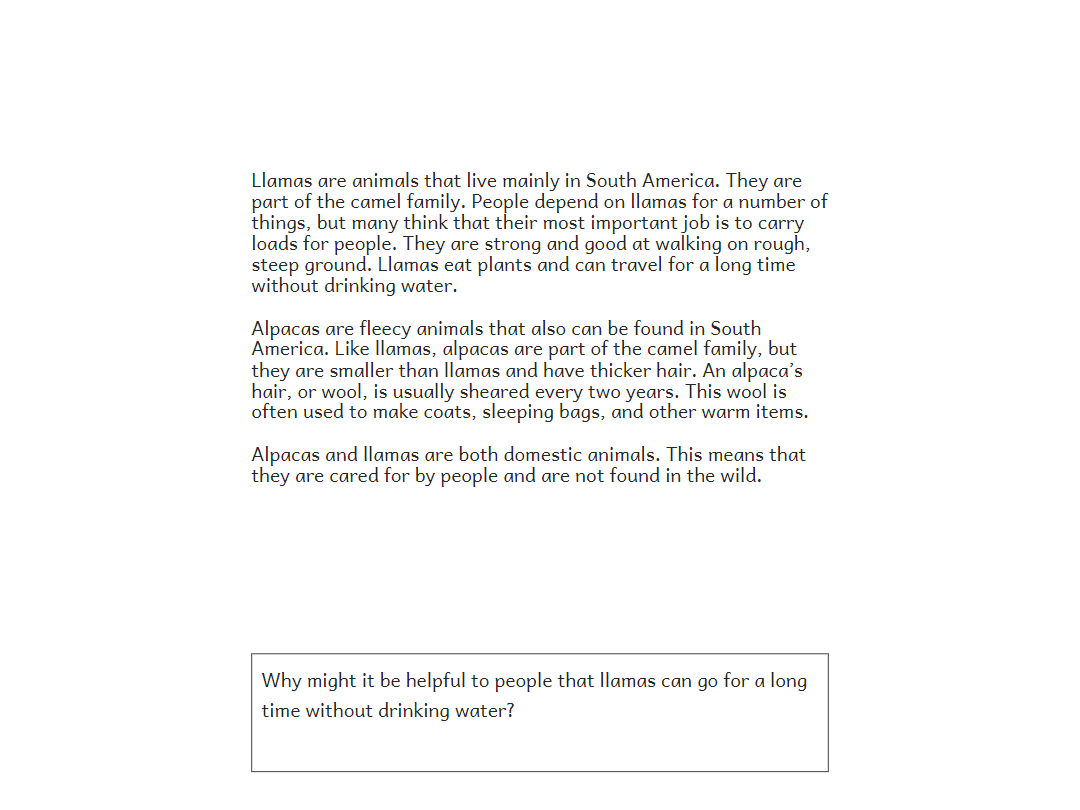 Llamas are animals that live mainly in South America. They are
part of the camel family. People depend on llamas for a number of
things, but many think that their most important job is to carry
loads for people. They are strong and good at walking on rough,
steep ground. Llamas eat plants and can travel for a long time
without drinking water.
Alpacas are fleecy animals that also can be found in South
America. Like llamas, alpacas are part of the camel family, but
they are smaller than llamas and have thicker hair. An alpaca’s
hair, or wool, is usually sheared every two years. This wool is
often used to make coats, sleeping bags, and other warm items.
Alpacas and llamas are both domestic animals. This means that
they are cared for by people and are not found in the wild.
Why might it be helpful to people that llamas can go for a long
time without drinking water?